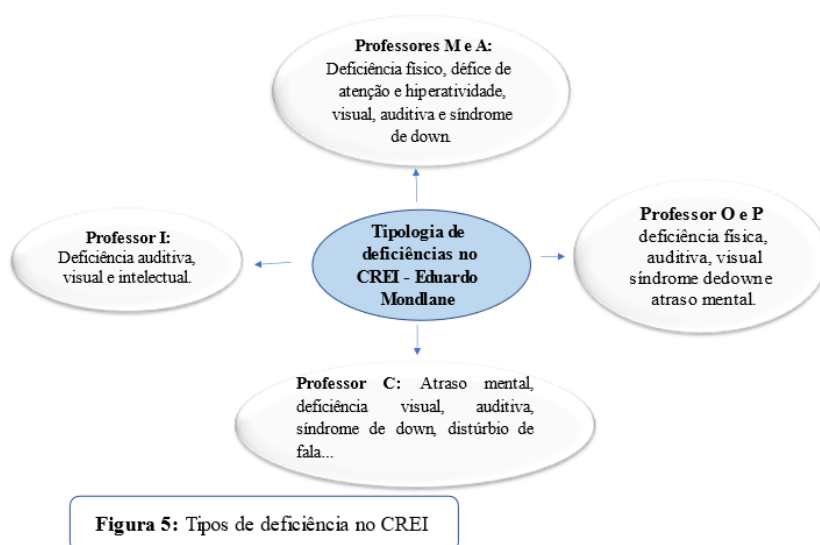 Professores M e A:
Deficiência físico, défice de
atenção e hiperatividade,
visual, auditiva e síndrome
de down.
Professor I:
Deficiência auditiva,
visual e intelectual.
Tipologia de
deficiências no
CREI - Eduardo
Mondlane
Professor O e P
deficiência física,
auditiva, visual
síndrome dedown e
atraso mental.
Professor C: Atraso mental,
deficiência visual, auditiva,
síndrome de down, distúrbio de
fala...
Figura 5: Tipos de deficiência no CREI